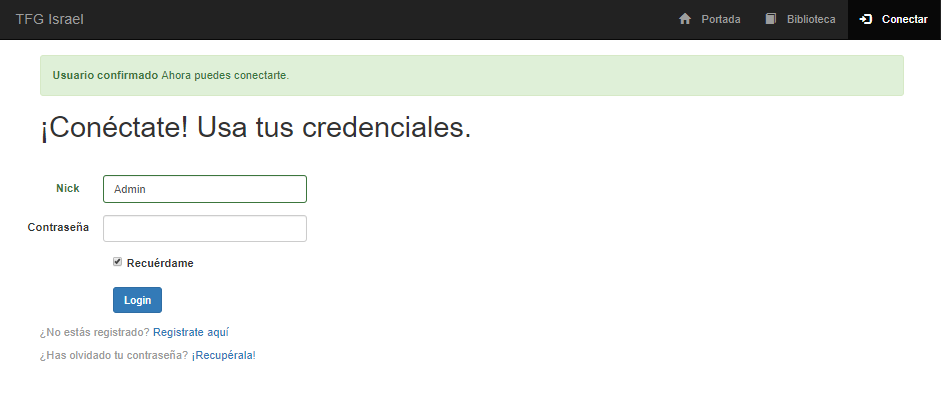 TFG Israel Portada Biblioteca Conectar
Usuario confirmado Ahora puedes conectarte.
¡Conéctate! Usa tus credenciales.
Nick Admin
Contraseña
Recuérdame
Login
¿No estás registrado? Registrate aquí
¿Has olvidado tu contraseña? ¡Recupérala!